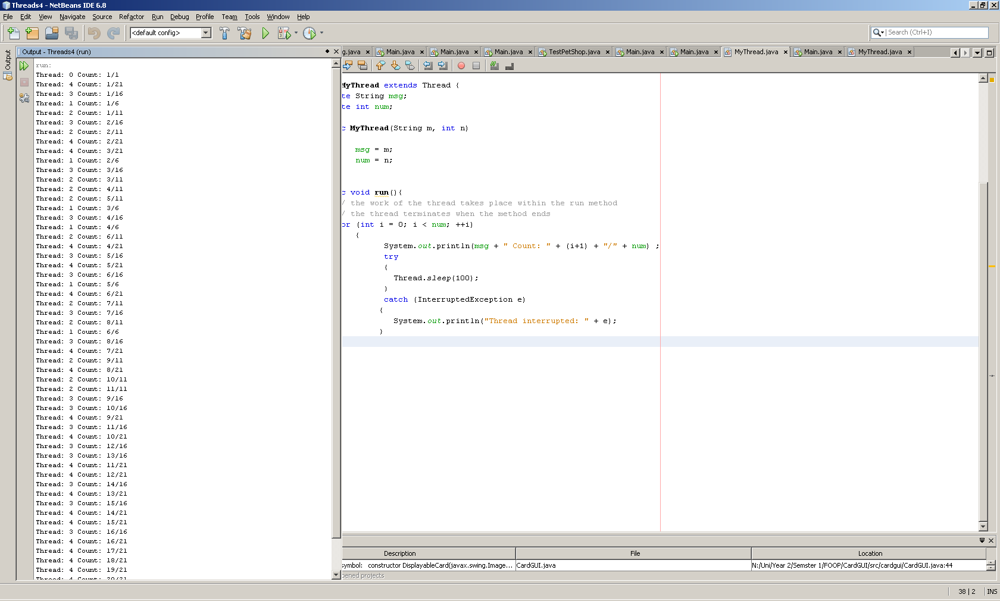 Threads4 - NetBeans IDE 6.8
File Edit View Navigate Source Refactor Run Debug Profile Team Tools Window Help
<default config>
Search (Ctrl+I)
Output
Output - Threads4 (run)
g.java Main.java Main.java Main.java TestPetShop.java Main.java Main.java MyThread.java Main.java MyThread.java
run:
Thread: 0 Count: 1/1
Thread: 4 Count: 1/21
Thread: 3 Count: 1/16
Thread: 1 Count: 1/6
Thread: 2 Count: 1/11
Thread: 3 Count: 2/16
Thread: 2 Count: 2/11
Thread: 4 Count: 2/21
Thread: 4 Count: 3/21
Thread: 1 Count: 2/6
Thread: 3 Count: 3/16
Thread: 2 Count: 3/11
Thread: 2 Count: 4/11
Thread: 2 Count: 5/11
Thread: 1 Count: 3/6
Thread: 3 Count: 4/16
Thread: 1 Count: 4/6
Thread: 2 Count: 6/11
Thread: 4 Count: 4/21
Thread: 3 Count: 5/16
Thread: 4 Count: 5/21
Thread: 3 Count: 6/16
Thread: 1 Count: 5/6
Thread: 4 Count: 6/21
Thread: 2 Count: 7/11
Thread: 3 Count: 7/16
Thread: 2 Count: 8/11
Thread: 1 Count: 6/6
Thread: 3 Count: 8/16
Thread: 4 Count: 7/21
Thread: 2 Count: 9/11
Thread: 4 Count: 8/21
Thread: 2 Count: 10/11
Thread: 2 Count: 11/11
Thread: 3 Count: 9/16
Thread: 3 Count: 10/16
Thread: 4 Count: 9/21
Thread: 3 Count: 11/16
Thread: 4 Count: 10/21
Thread: 3 Count: 12/16
Thread: 3 Count: 13/16
Thread: 4 Count: 11/21
Thread: 4 Count: 12/21
Thread: 3 Count: 14/16
Thread: 4 Count: 13/21
Thread: 3 Count: 15/16
Thread: 4 Count: 14/21
Thread: 4 Count: 15/21
Thread: 3 Count: 16/16
Thread: 4 Count: 16/21
Thread: 4 Count: 17/21
Thread: 4 Count: 18/21
Thread: 4 Count: 19/21
Thread: 4 Count: 20/21
MyThread extends Thread {
te String msg;
te int num;
c MyThread(String m, int n)
msg = m;
num = n;
c void run(){
/ the work of the thread takes place within the run method
/ the thread terminates when the method ends
or (int i = 0; i < num; ++i)
{
System.out.println(msg + " Count: " + (i+1) + "/" + num) ;
try
{
Thread.sleep(100);
}
catch (InterruptedException e)
{
System.out.println("Thread interrupted: " + e);
}
Description File Location
symbol: constructor DisplayableCard(javax.swing.Image... CardGUI.java N:/Uni/Year 2/Semster 1/FOOP/CardGUI/src/cardgui/CardGUI.java:44
pened projects
38 | 2 INS